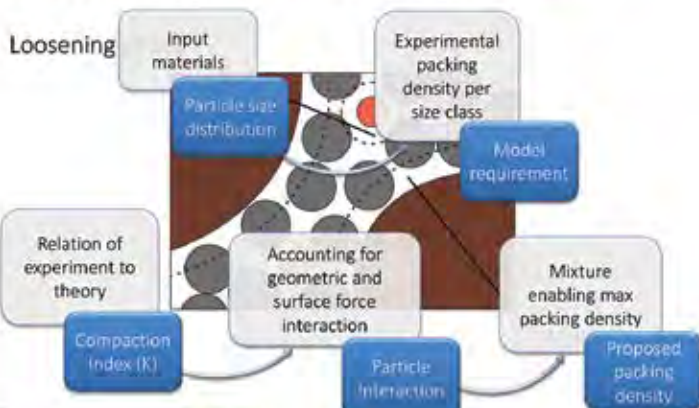 Loosening
Input
materials
Particle size
distribution
Experimental
packing
density per
size class
Model
requirement
Relation of
experiment to
theory
Compaction
Index (K)
Accounting for
geometric and
surface force
interaction
Particle
Interaction
Mixture
enabling max
packing density
Proposed
packing
density